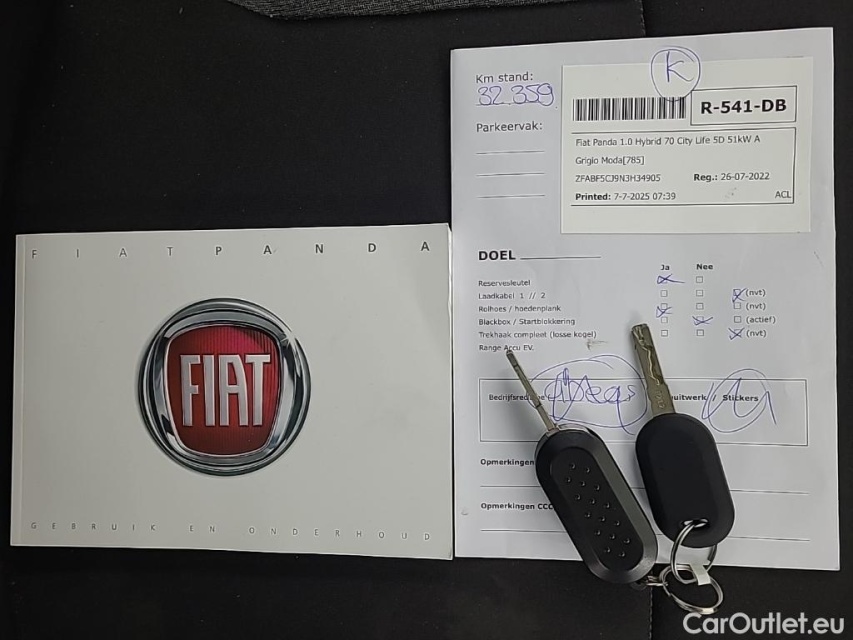 FIAT PANDA
FIAT
GEBRUIK EN ONDERHOUD
Km stand:
32.359
Parkeervak:
K
R-541-DB
Fiat Panda 1.0 Hybrid 70 City Life 5D 51kW A
Grigio Moda[785]
ZFABF5CJ9N3H34905 Reg.: 26-07-2022
Printed: 7-7-2025 07:39 ACL
DOEL
Ja Nee
Reservesleutel
Laadkabel 1 // 2 (nvt)
Rolhoes / hoedenplank (nvt)
Blackbox / Startblokkering (actief)
Trekhaak compleet (losse kogel) (nvt)
Range Accu EV.
Stickers
Opmerkingen
Opmerkingen CCC
CarOutlet.eu